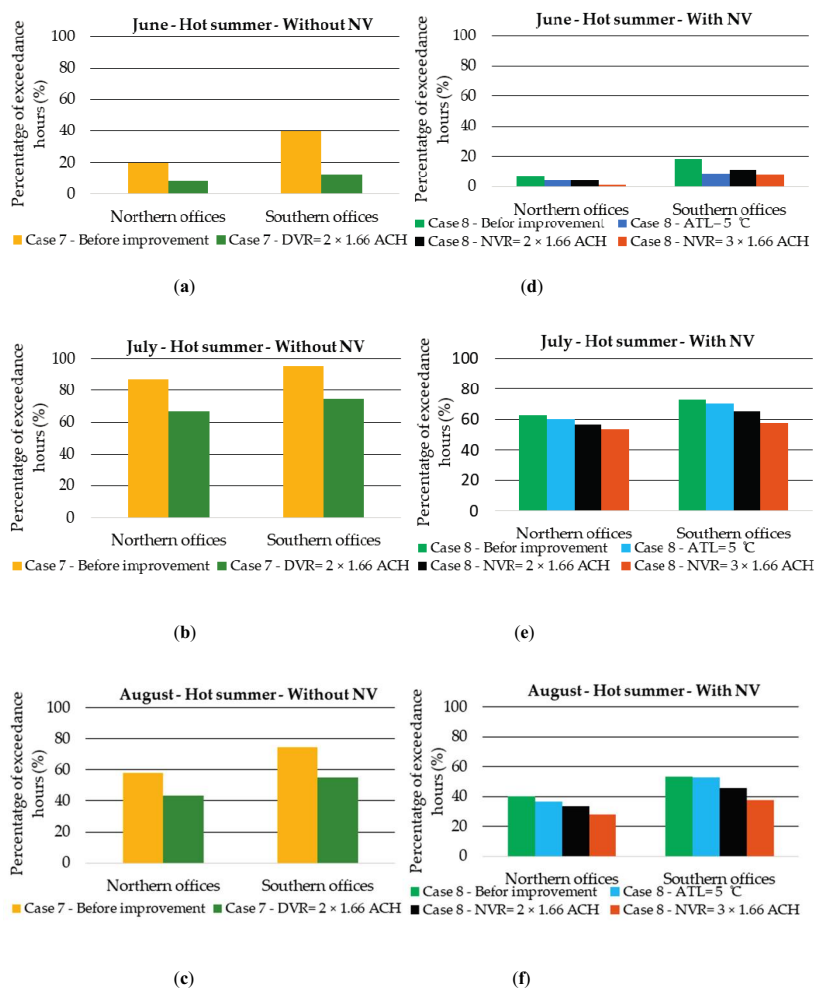 June - Hot summer - Without NV
Percentatge of exceedance
hours (%)
100
80
60
40
20
0
Northern offices Southern offices
Case 7 - Before improvement Case 7 - DVR= 2 × 1.66 ACH
(a)
June - Hot summer - With NV
Percentatge of exceedance
hours (%)
100
80
60
40
20
0
Northern offices Southern offices
Case 8 - Befor improvement Case 8 - ATL= 5 ℃
Case 8 - NVR= 2 × 1.66 ACH Case 8 - NVR= 3 × 1.66 ACH
(d)
July - Hot summer - Without NV
Percentatge of exceedance
hours (%)
100
80
60
40
20
0
Northern offices Southern offices
Case 7 - Before improvement Case 7 - DVR= 2 × 1.66 ACH
(b)
July - Hot summer - With NV
Percentatge of exceedance
hours (%)
100
80
60
40
20
0
Northern offices Southern offices
Case 8 - Befor improvement Case 8 - ATL= 5 ℃
Case 8 - NVR= 2 × 1.66 ACH Case 8 - NVR= 3 × 1.66 ACH
(e)
August - Hot summer - Without NV
Percentatge of exceedance
hours (%)
100
80
60
40
20
0
Northern offices Southern offices
Case 7 - Before improvement Case 7 - DVR= 2 × 1.66 ACH
(c)
August - Hot summer - With NV
Percentatge of exceedance
hours (%)
100
80
60
40
20
0
Northern offices Southern offices
Case 8 - Befor improvement Case 8 - ATL= 5 ℃
Case 8 - NVR= 2 × 1.66 ACH Case 8 - NVR= 3 × 1.66 ACH
(f)